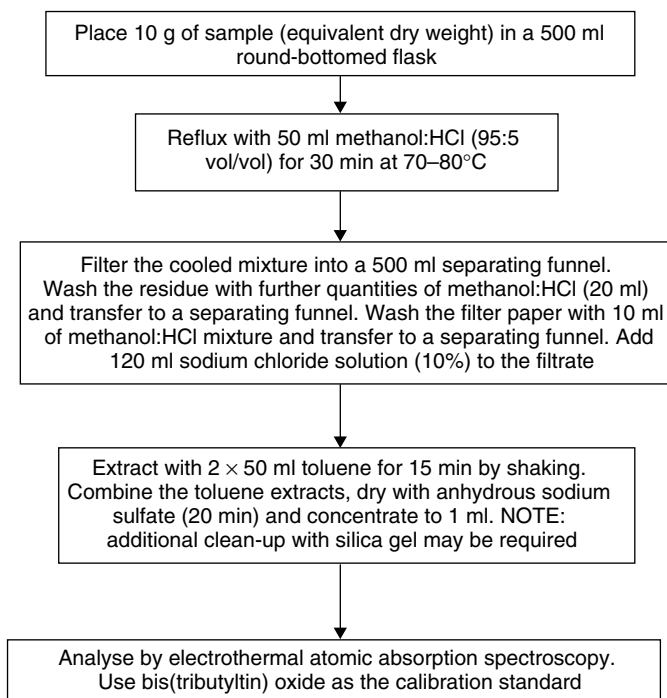 Place 10 g of sample (equivalent dry weight) in a 500 ml
round-bottomed flask
Reflux with 50 ml methanol:HCl (95:5
vol/vol) for 30 min at 70–80°C
Filter the cooled mixture into a 500 ml separating funnel.
Wash the residue with further quantities of methanol:HCl (20 ml)
and transfer to a separating funnel. Wash the filter paper with 10 ml
of methanol:HCl mixture and transfer to a separating funnel. Add
120 ml sodium chloride solution (10%) to the filtrate
Extract with 2 × 50 ml toluene for 15 min by shaking.
Combine the toluene extracts, dry with anhydrous sodium
sulfate (20 min) and concentrate to 1 ml. NOTE:
additional clean-up with silica gel may be required
Analyse by electrothermal atomic absorption spectroscopy.
Use bis(tributyltin) oxide as the calibration standard